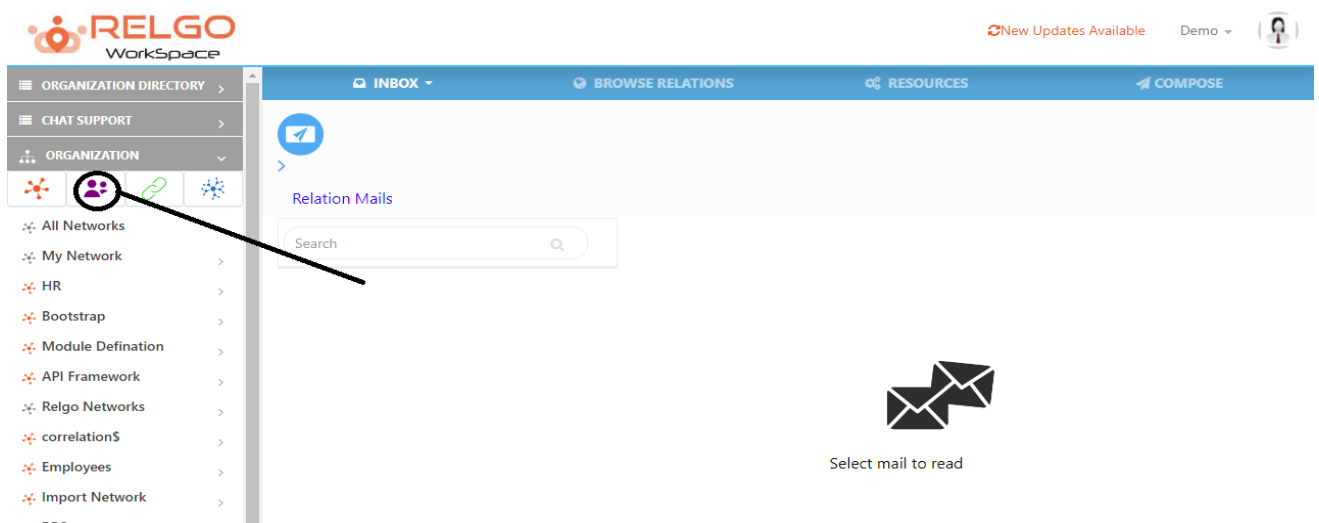 RELGO
WorkSpace
New Updates Available
Demo
ORGANIZATION DIRECTORY
CHAT SUPPORT
ORGANIZATION
INBOX
BROWSE RELATIONS
RESOURCES
COMPOSE
Relation Mails
Search
All Networks
My Network
HR
Bootstrap
Module Defination
API Framework
Relgo Networks
correlation$
Employees
Import Network
Select mail to read